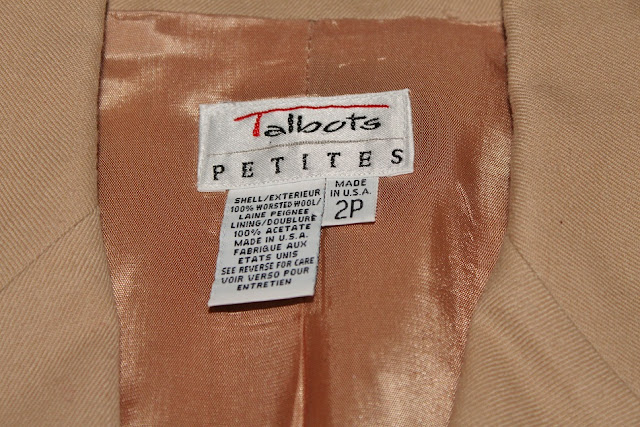 Talbots
PETITES
MADE
IN U.S.A.
2P
SHELL/EXTERIEUR
100% WORSTED WOOL/
LAINE PEIGNEE
LINING/DOUBLURE
100% ACETATE
MADE IN U.S.A.
FABRIQUE AUX
ETATS UNIS
SEE REVERSE FOR CARE
VOIR VERSO POUR
ENTRETIEN